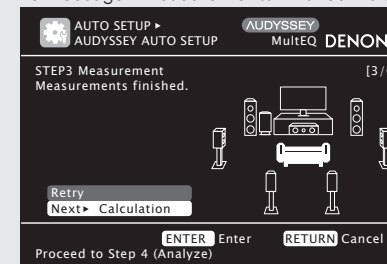 AUTO SETUP ▸ AUDYSSEY
AUDYSSEY AUTO SETUP MultEQ DENON
STEP3 Measurement [3/
Measurements finished.
Retry
Next▸ Calculation
ENTER Enter RETURN Cancel
Proceed to Step 4 (Analyze)